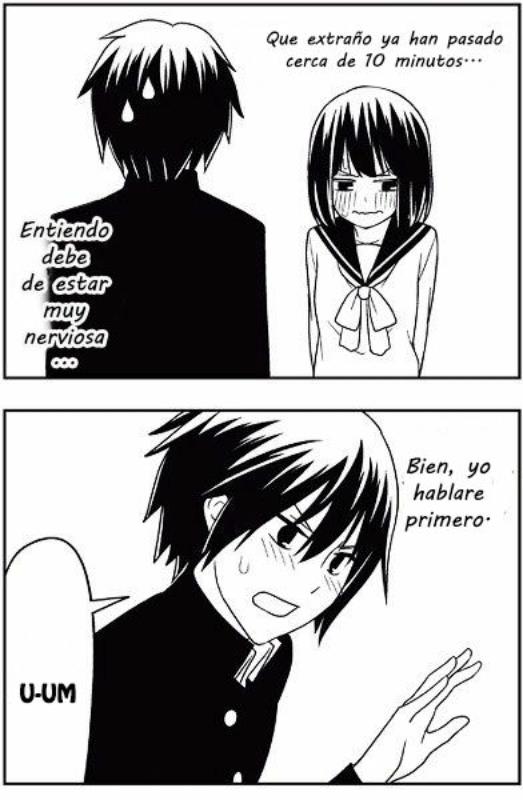 Que extraño ya han pasado
cerca de 10 minutos...
Entiendo
debe
de estar
muy
nerviosa
...
Bien, yo
hablare
primero.
U-UM